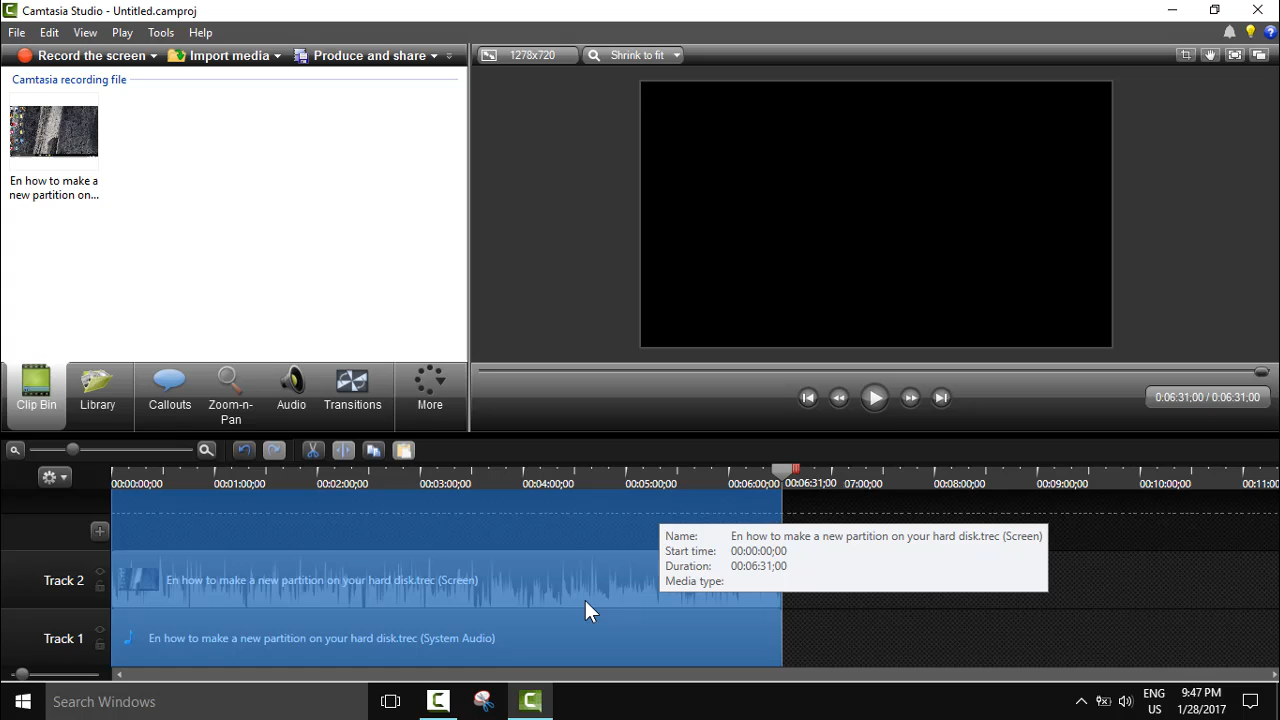 Camtasia Studio - Untitled.camproj
File Edit View Play Tools Help
Record the screen Import media Produce and share
1278x720 Shrink to fit
Camtasia recording file
En how to make a
new partition on...
Clip Bin Library Callouts Zoom-n-
Pan Audio Transitions More
0:06:31;00 / 0:06:31;00
00:00:00;00 00:01:00;00 00:02:00;00 00:03:00;00 00:04:00;00 00:05:00;00 00:06:00;00 00:06:31;00 07:00;00 00:08:00;00 00:09:00;00 00:10:00;00 00:11:0
Name: En how to make a new partition on your hard disk.trec (Screen)
Start time: 00:00:00;00
Duration: 00:06:31;00
Media type:
Track 2 En how to make a new partition on your hard disk.trec (Screen)
Track 1 En how to make a new partition on your hard disk.trec (System Audio)
Search Windows
ENG 9:47 PM
US 1/28/2017